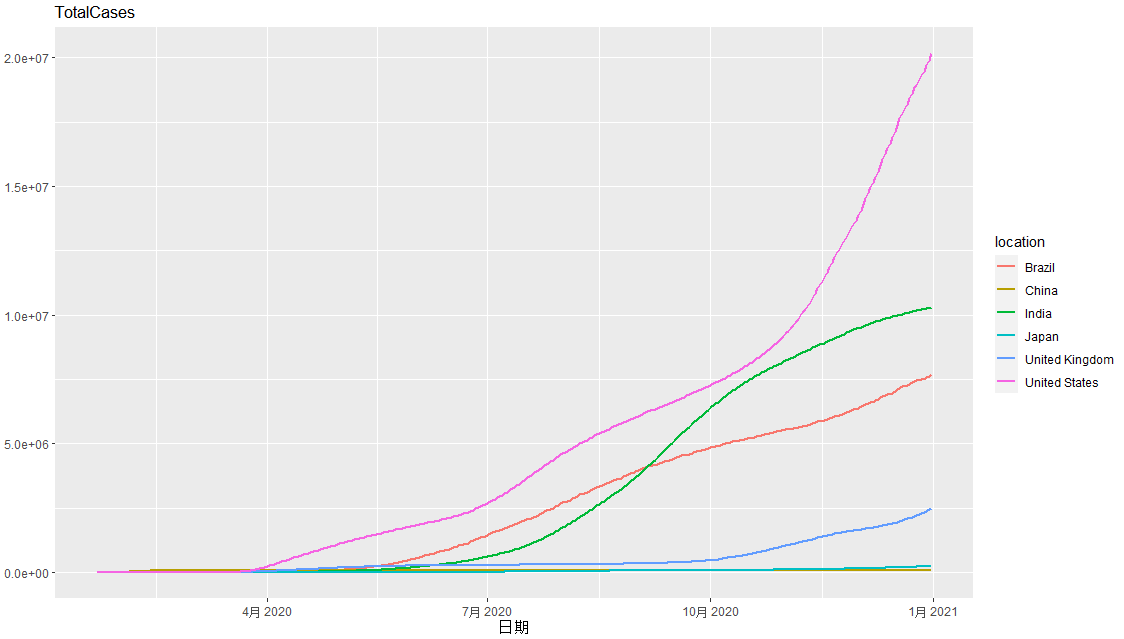 TotalCases
2.0e+07
1.5e+07
1.0e+07
5.0e+06
0.0e+00
4月 2020
7月 2020
10月 2020
1月 2021
日期
location
Brazil
China
India
Japan
United Kingdom
United States